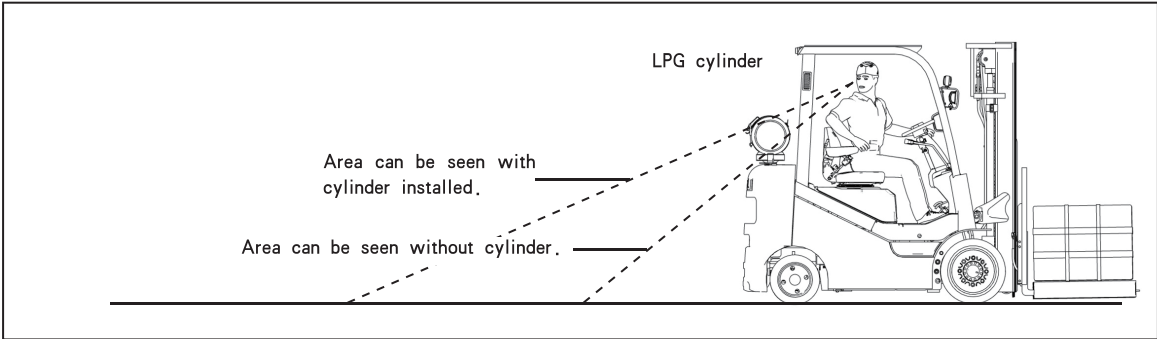 LPG cylinder
Area can be seen with
cylinder installed.
Area can be seen without cylinder.